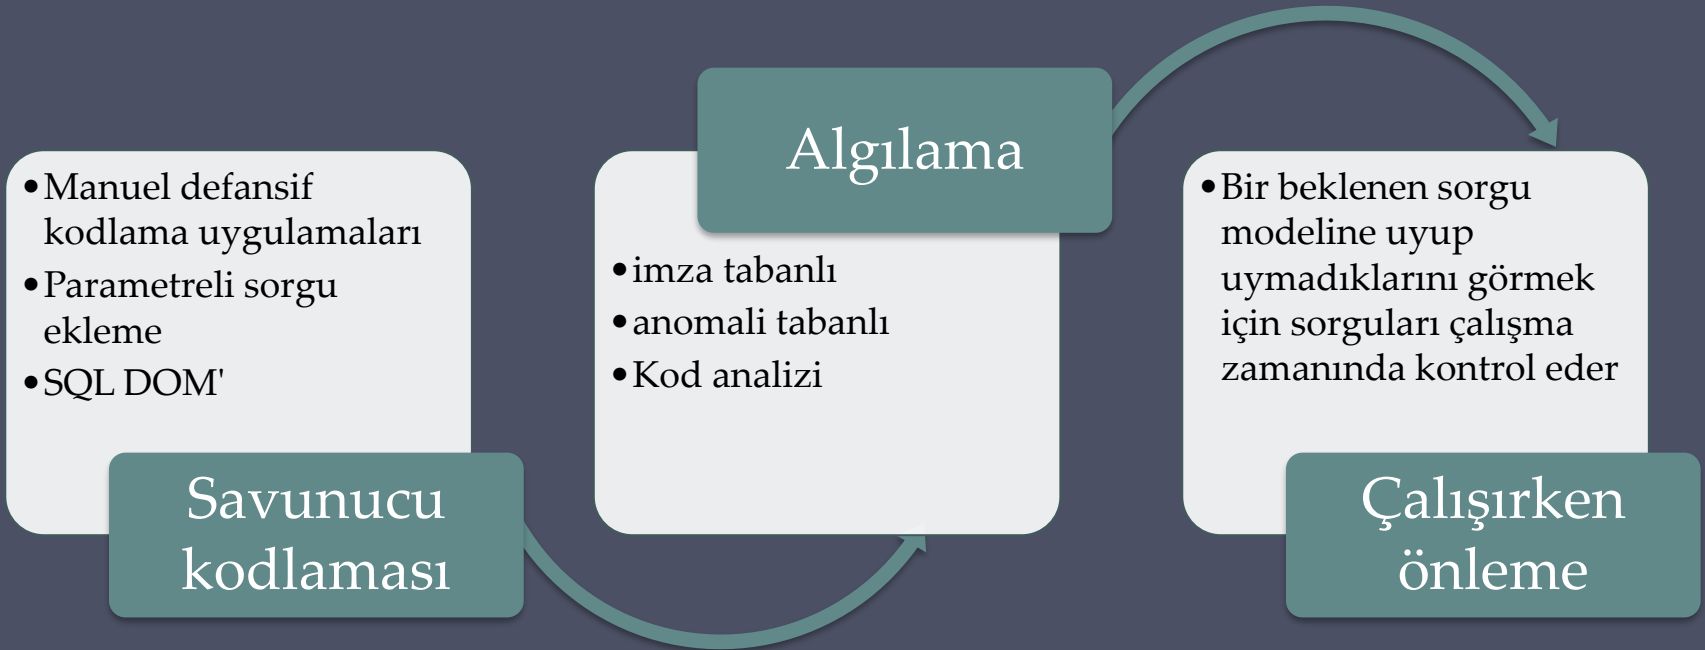 •Manuel defansif
kodlama uygulamaları
•Parametreli sorgu
ekleme
•SQL DOM'
Savunucu
kodlaması
Algılama
•imza tabanlı
•anomali tabanlı
•Kod analizi
•Bir beklenen sorgu
modeline uyup
uymadıklarını görmek
için sorguları çalışma
zamanında kontrol eder
Çalışırken
önleme